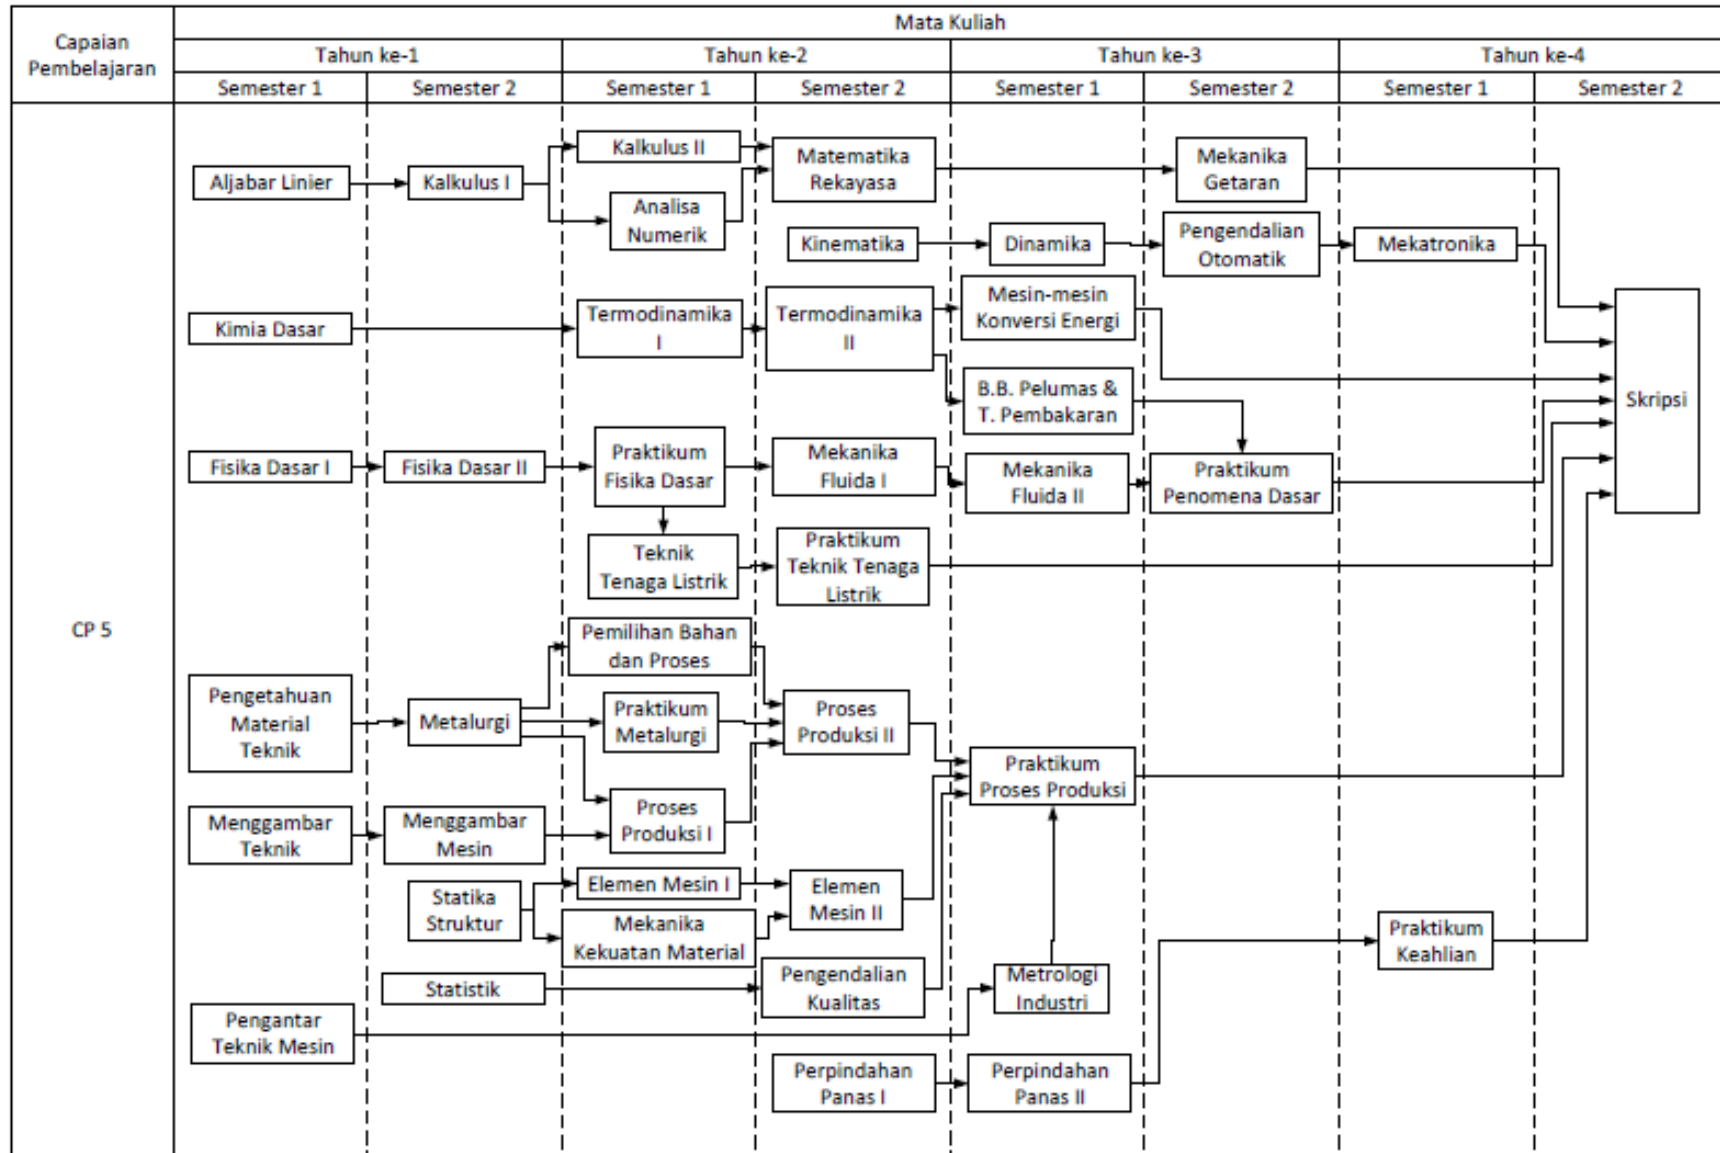 Capaian
Pembelajaran
Mata Kuliah
Tahun ke-1
Tahun ke-2
Tahun ke-3
Tahun ke-4
Semester 1
Semester 2
Semester 1
Semester 2
Semester 1
Semester 2
Semester 1
Semester 2
CP 5
Aljabar Linier
Kalkulus I
Kalkulus II
Analisa
Numerik
Matematika
Rekayasa
Mekanika
Getaran
Kinematika
Dinamika
Pengendalian
Otomatik
Mekatronika
Kimia Dasar
Termodinamika
I
Termodinamika
II
Mesin-mesin
Konversi Energi
B.B. Pelumas &
T. Pembakaran
Skripsi
Fisika Dasar I
Fisika Dasar II
Praktikum
Fisika Dasar
Mekanika
Fluida I
Mekanika
Fluida II
Praktikum
Penomena Dasar
Teknik
Tenaga Listrik
Praktikum
Teknik Tenaga
Listrik
Pemilihan Bahan
dan Proses
Pengetahuan
Material
Teknik
Metalurgi
Praktikum
Metalurgi
Proses
Produksi II
Praktikum
Proses Produksi
Menggambar
Teknik
Menggambar
Mesin
Proses
Produksi I
Statika
Struktur
Elemen Mesin I
Mekanika
Kekuatan Material
Elemen
Mesin II
Praktikum
Keahlian
Statistik
Pengendalian
Kualitas
Metrologi
Industri
Pengantar
Teknik Mesin
Perpindahan
Panas I
Perpindahan
Panas II